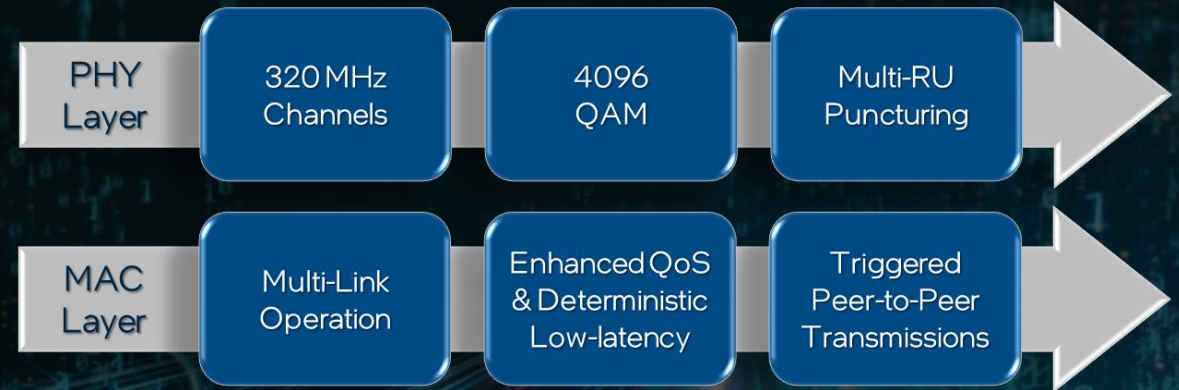 PHY
Layer
320 MHz
Channels
4096
QAM
Multi-RU
Puncturing
MAC
Layer
Multi-Link
Operation
Enhanced QoS
& Deterministic
Low-latency
Triggered
Peer-to-Peer
Transmissions